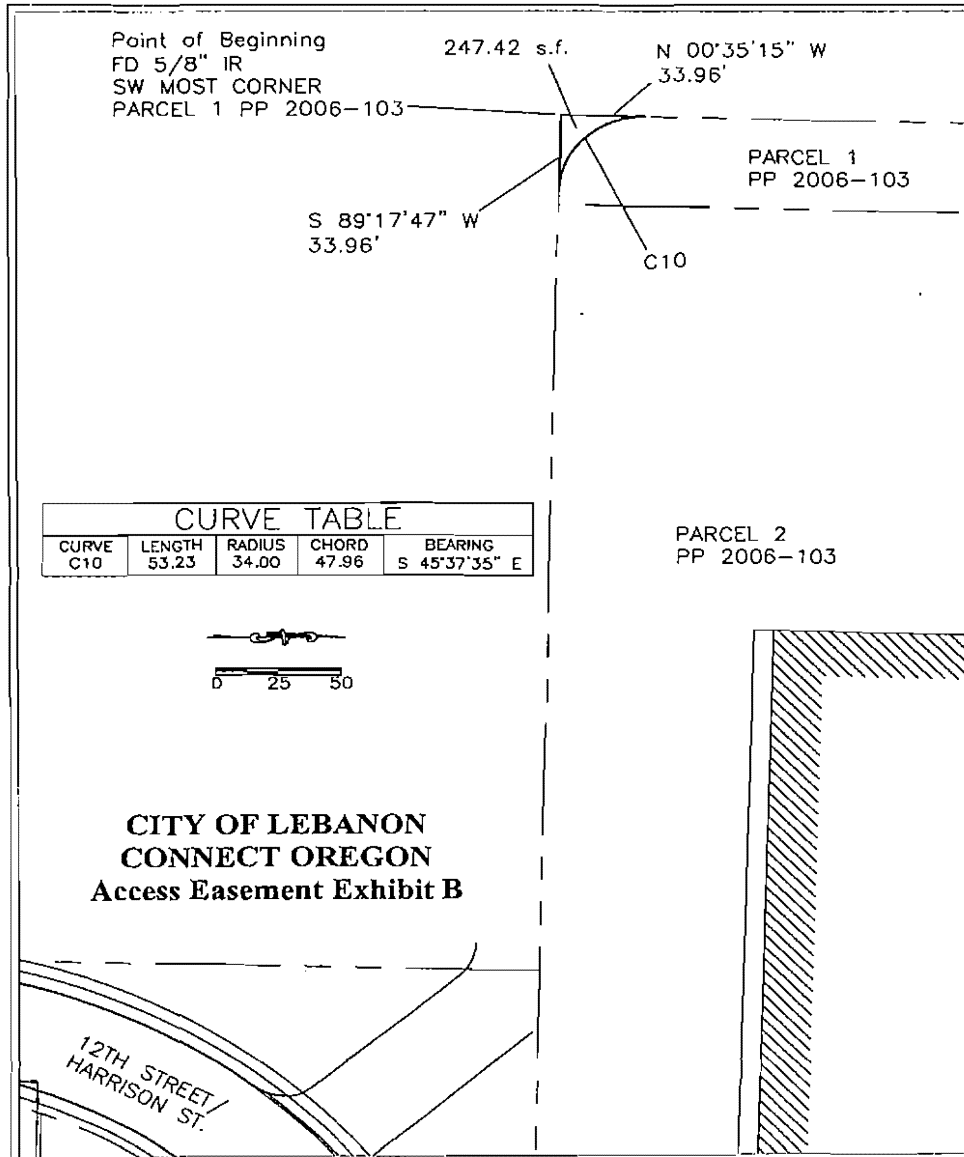 Point of Beginning
FD 5/8" IR
SW MOST CORNER
PARCEL 1 PP 2006-103
247.42 s.f.
N 00°35'15" W
33.96'
PARCEL 1
PP 2006-103
S 89°17'47" W
33.96'
C10
CURVE TABLE
CURVE LENGTH RADIUS CHORD BEARING
C10 53.23 34.00 47.96 S 45°37'35" E
PARCEL 2
PP 2006-103
0 25 50
CITY OF LEBANON
CONNECT OREGON
Access Easement Exhibit B
12TH STREET/
HARRISON ST.